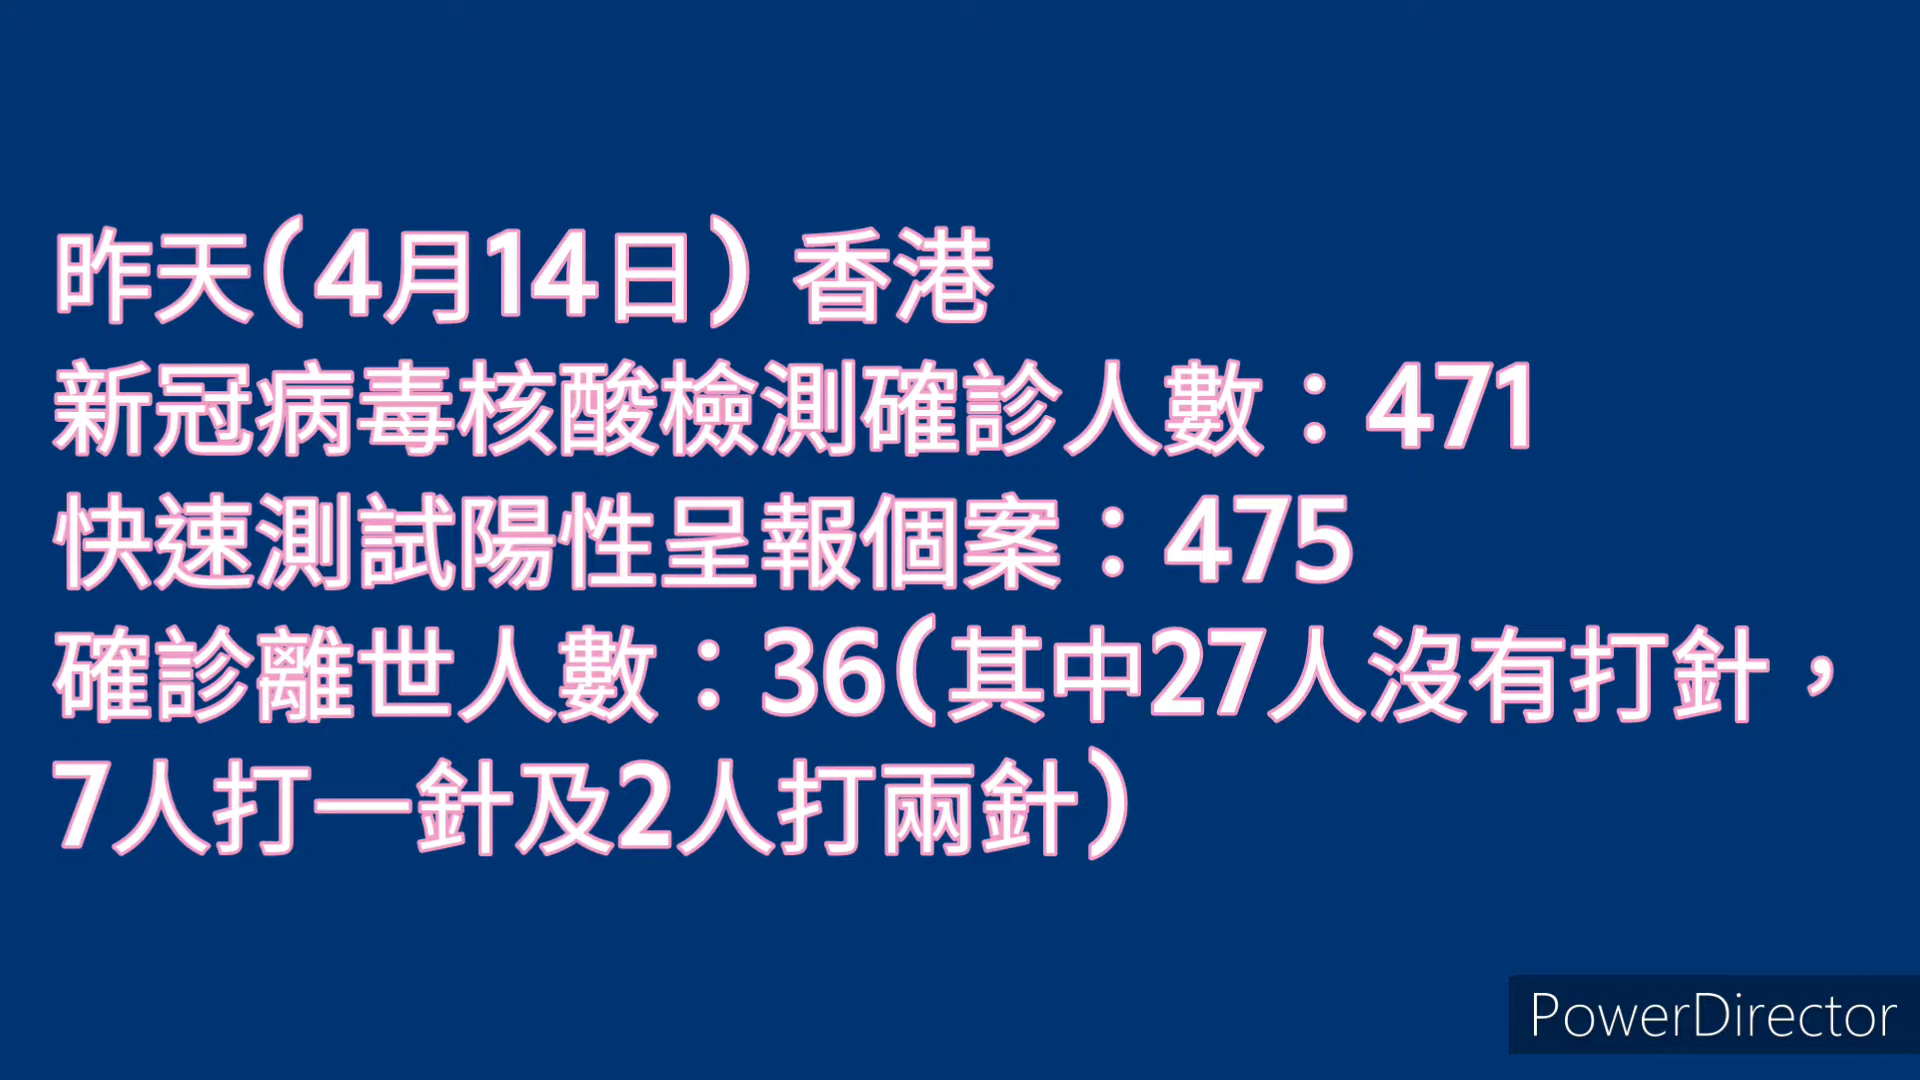 昨天(4月14日) 香港
新冠病毒核酸檢測確診人數：471
快速測試陽性呈報個案：475
確診離世人數：36(其中27人沒有打針，
7人打一針及2人打兩針)
PowerDirector